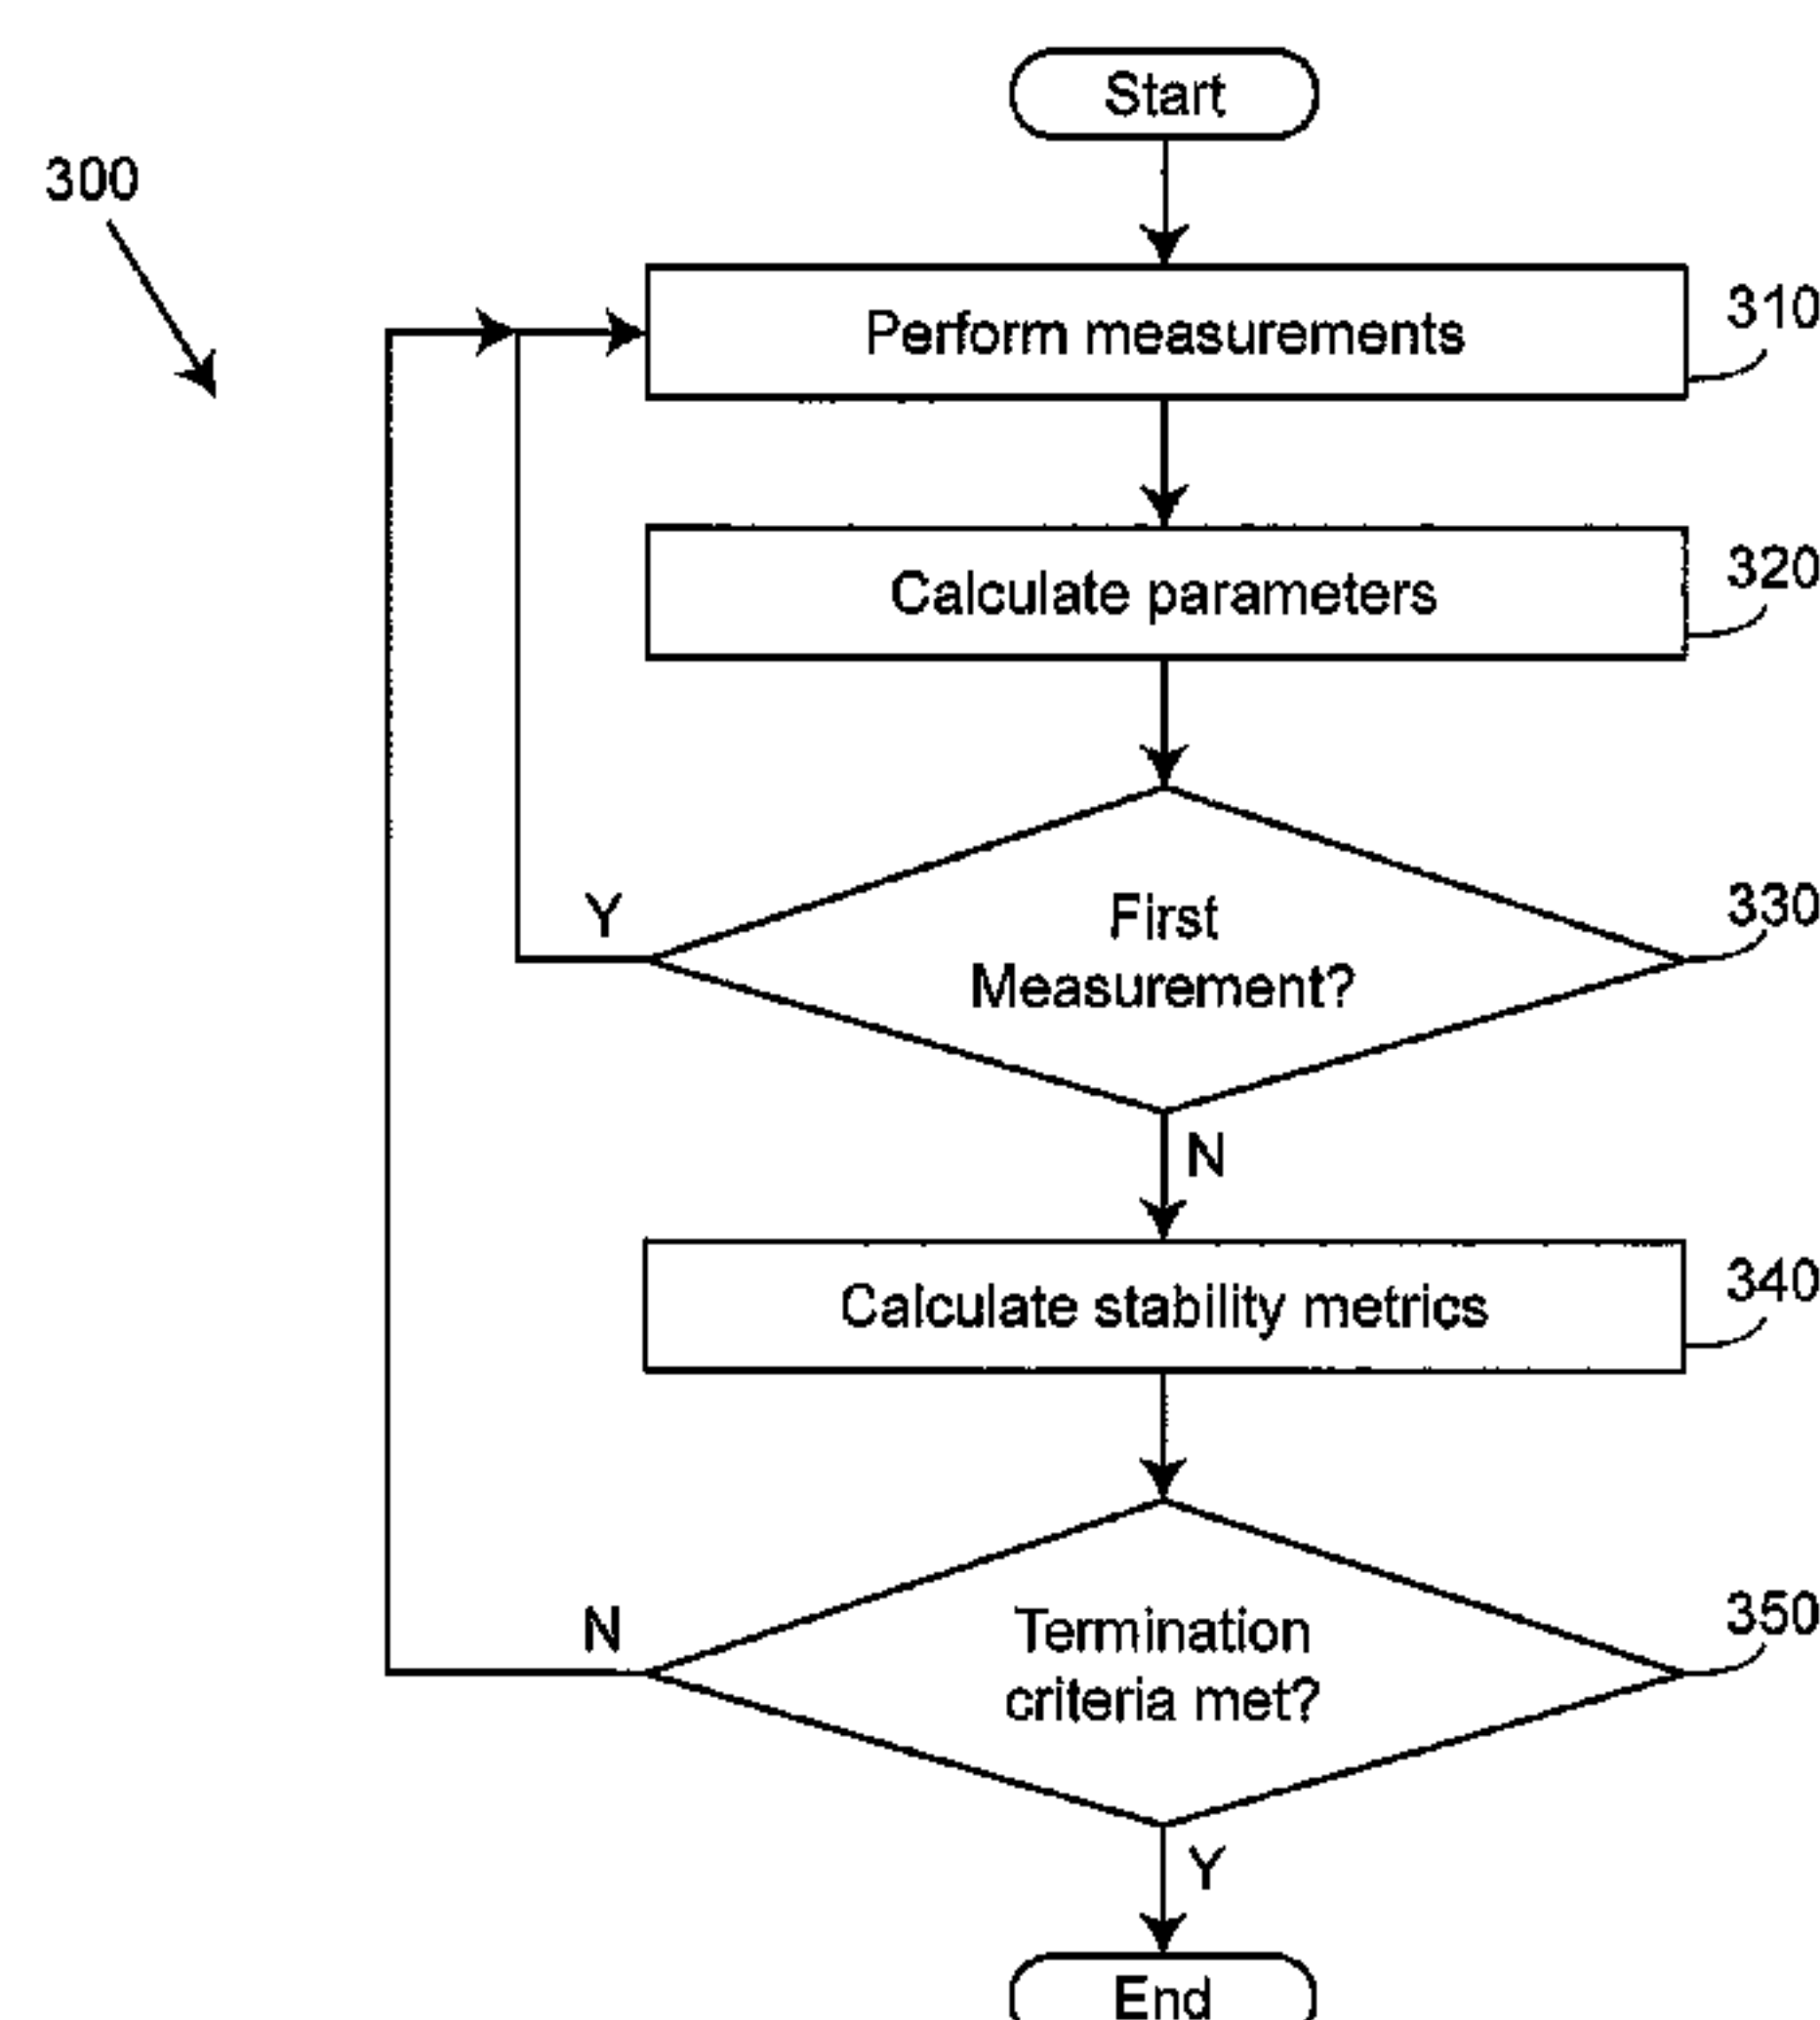 Start
300
Perform measurements
310
Calculate parameters
320
Y
First
Measurement?
330
N
Calculate stability metrics
340
N
Termination
criteria met?
350
Y
End